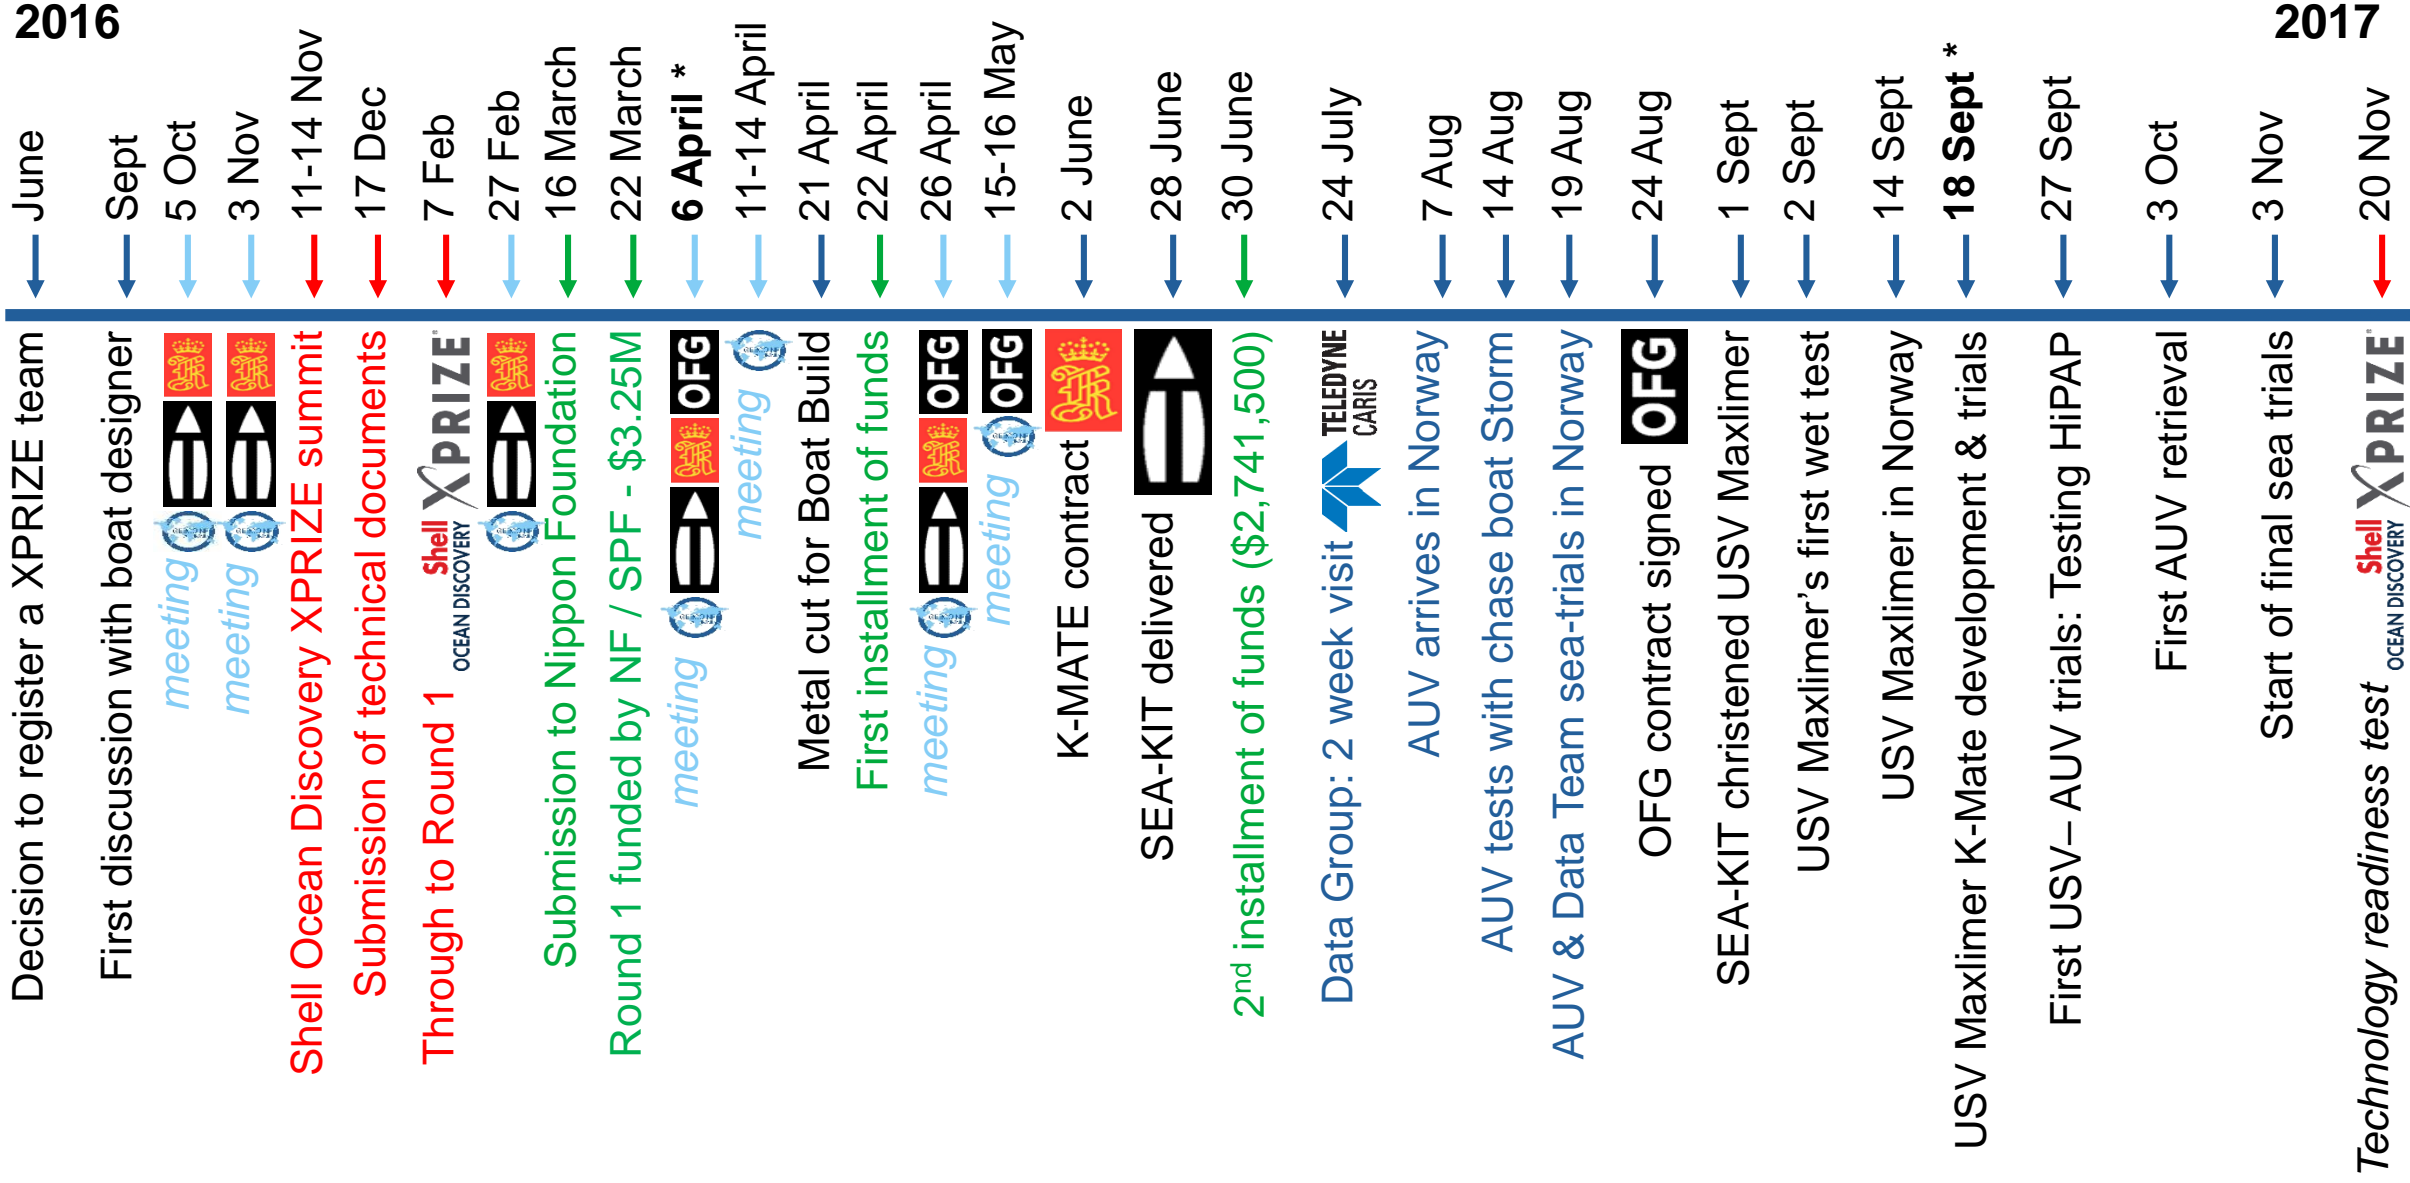 2016
2017
June
Sept
5 Oct
3 Nov
11-14 Nov
17 Dec
7 Feb
27 Feb
16 March
22 March
6 April *
11-14 April
21 April
22 April
26 April
15-16 May
2 June
28 June
30 June
24 July
7 Aug
14 Aug
19 Aug
24 Aug
1 Sept
2 Sept
14 Sept
18 Sept *
27 Sept
3 Oct
3 Nov
20 Nov
Decision to register a XPRIZE team
First discussion with boat designer
meeting
meeting
Shell Ocean Discovery XPRIZE summit
Submission of technical documents
Through to Round 1
Shell XPRIZE
OCEAN DISCOVERY
Submission to Nippon Foundation
Round 1 funded by NF / SPF - $3.25M
meeting
OFG
meeting
Metal cut for Boat Build
First installment of funds
meeting
OFG
meeting
OFG
K-MATE contract
SEA-KIT delivered
2nd installment of funds ($2,741,500)
Data Group: 2 week visit
TELEDYNE
CARIS
AUV arrives in Norway
AUV tests with chase boat Storm
AUV & Data Team sea-trials in Norway
OFG contract signed
OFG
SEA-KIT christened USV Maxlimer
USV Maxlimer's first wet test
USV Maxlimer in Norway
USV Maxlimer K-Mate development & trials
First USV– AUV trials: Testing HiPAP
First AUV retrieval
Start of final sea trials
Technology readiness test
Shell XPRIZE
OCEAN DISCOVERY